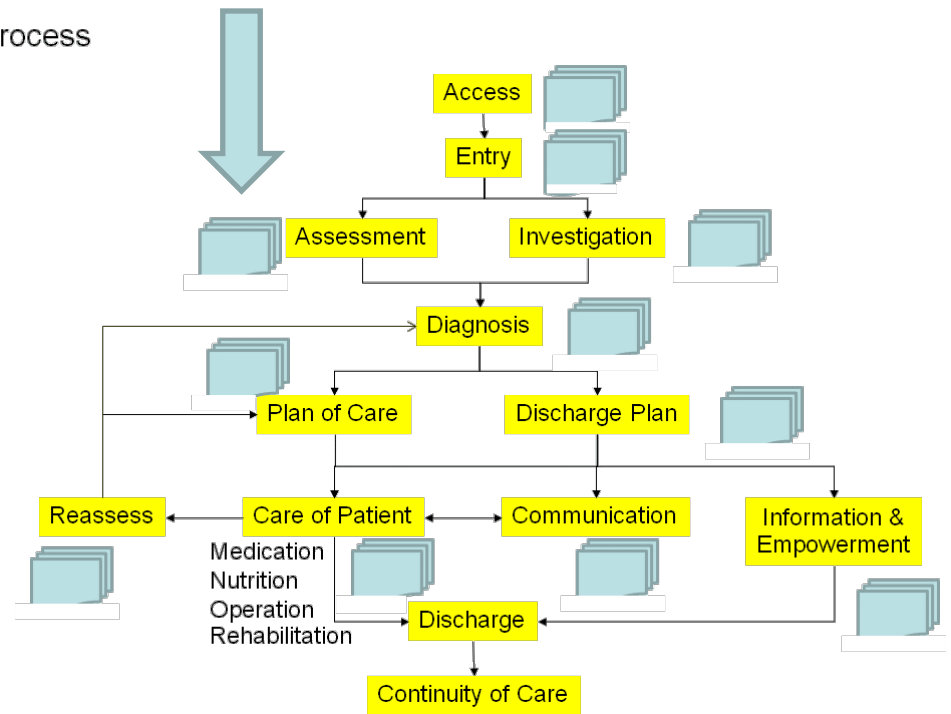 rocess
Access
Entry
Assessment
Investigation
Diagnosis
Plan of Care
Discharge Plan
Reassess
Care of Patient
Communication
Information &
Empowerment
Medication
Nutrition
Operation
Rehabilitation
Discharge
Continuity of Care